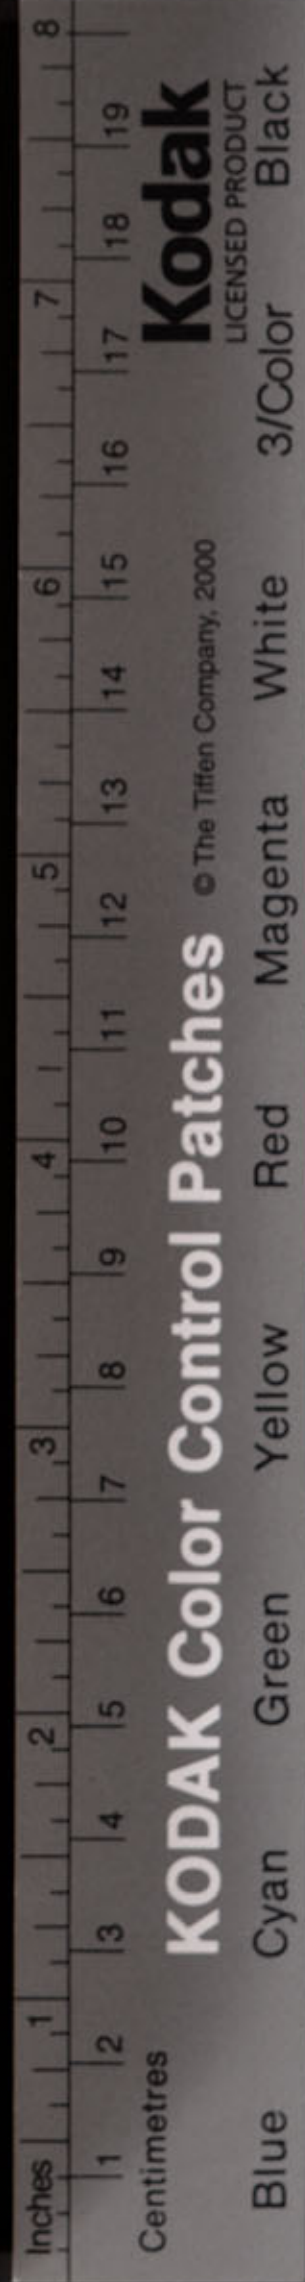 Inches 1 2 3 4 5 6 7 8
1 2 3 4 5 6 7 8 9 10 11 12 13 14 15 16 17 18 19
Centimetres
KODAK Color Control Patches © The Tiffen Company, 2000
Kodak
LICENSED PRODUCT
Blue Cyan Green Yellow Red Magenta White 3/Color Black